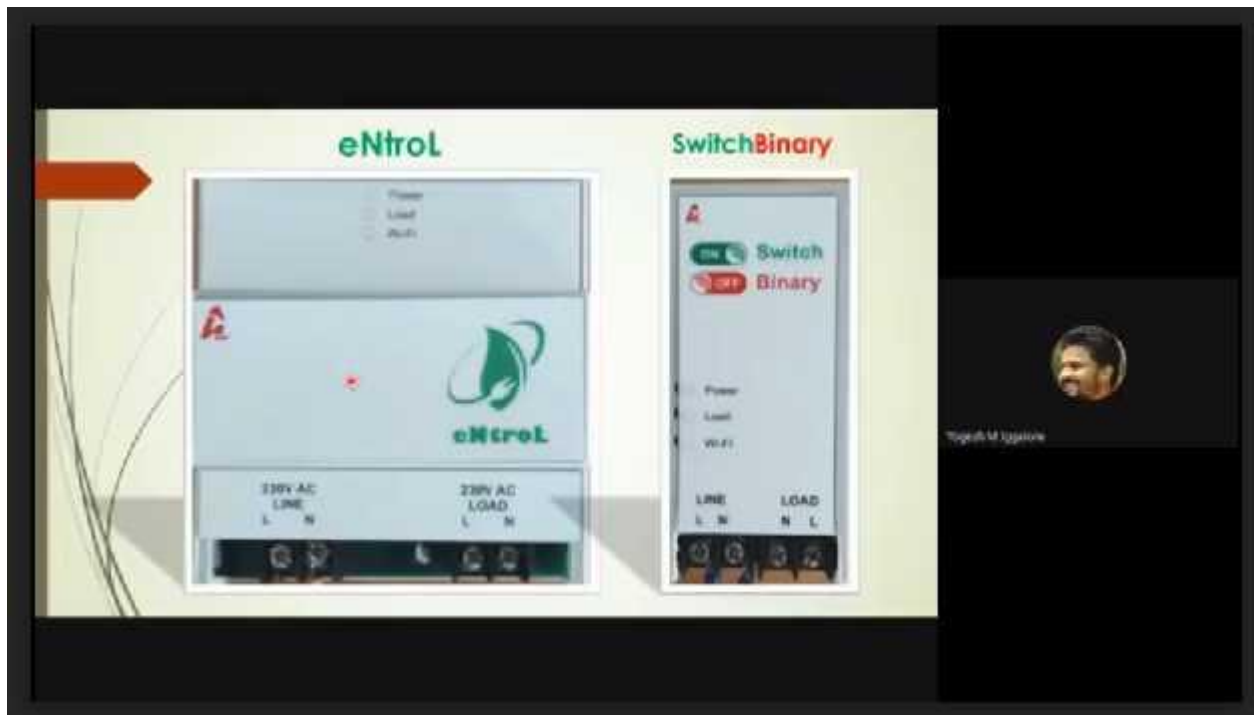 eNtroL
SwitchBinary
Power
Load
Wi-Fi
eNtroL
230V AC
LINE
L N
230V AC
LOAD
L N
ON Switch
OFF Binary
Power
Load
Wi-Fi
LINE LOAD
L N N L
Yogesh M